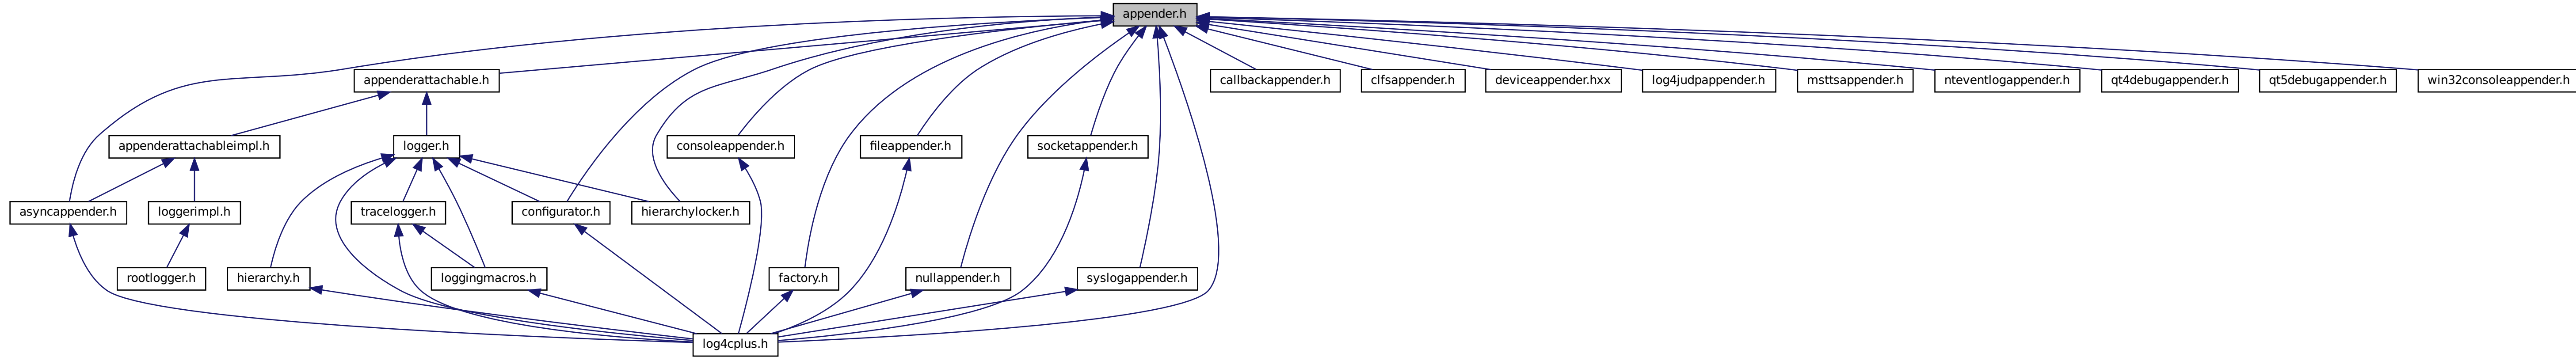 appender.h
appenderattachable.h
callbackappender.h
clfsappender.h
deviceappender.hxx
log4judpappender.h
msttsappender.h
nteventlogappender.h
qt4debugappender.h
qt5debugappender.h
win32consoleappender.h
appenderattachableimpl.h
logger.h
consoleappender.h
fileappender.h
socketappender.h
asyncappender.h
loggerimpl.h
tracelogger.h
configurator.h
hierarchylocker.h
rootlogger.h
hierarchy.h
loggingmacros.h
factory.h
nullappender.h
syslogappender.h
log4cplus.h